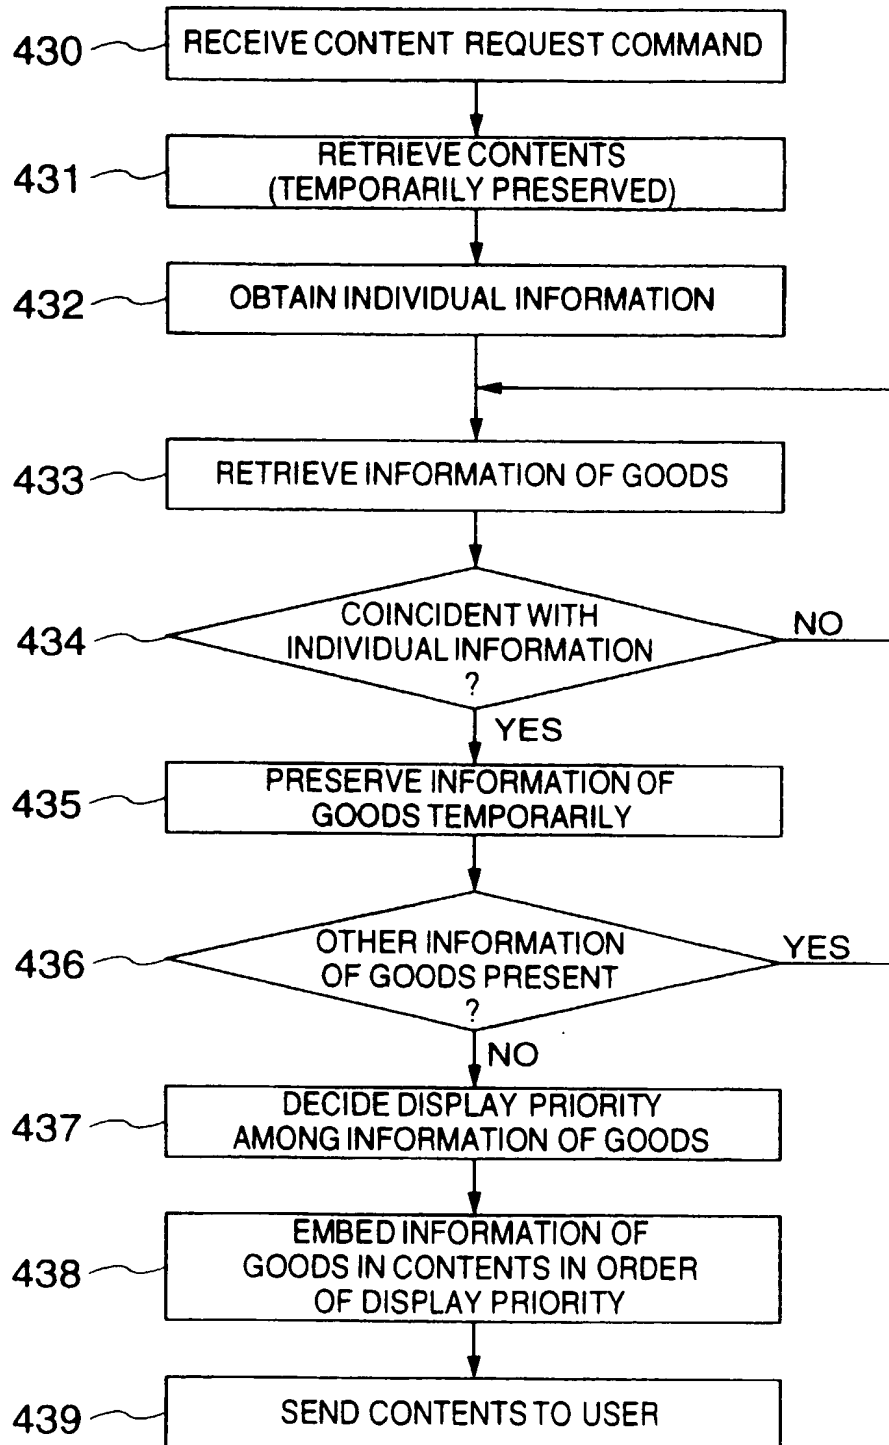 430
RECEIVE CONTENT REQUEST COMMAND
431
RETRIEVE CONTENTS
(TEMPORARILY PRESERVED)
432
OBTAIN INDIVIDUAL INFORMATION
433
RETRIEVE INFORMATION OF GOODS
434
COINCIDENT WITH
INDIVIDUAL INFORMATION
?
NO
YES
435
PRESERVE INFORMATION OF
GOODS TEMPORARILY
436
OTHER INFORMATION
OF GOODS PRESENT
?
YES
NO
437
DECIDE DISPLAY PRIORITY
AMONG INFORMATION OF GOODS
438
EMBED INFORMATION OF
GOODS IN CONTENTS IN ORDER
OF DISPLAY PRIORITY
439
SEND CONTENTS TO USER